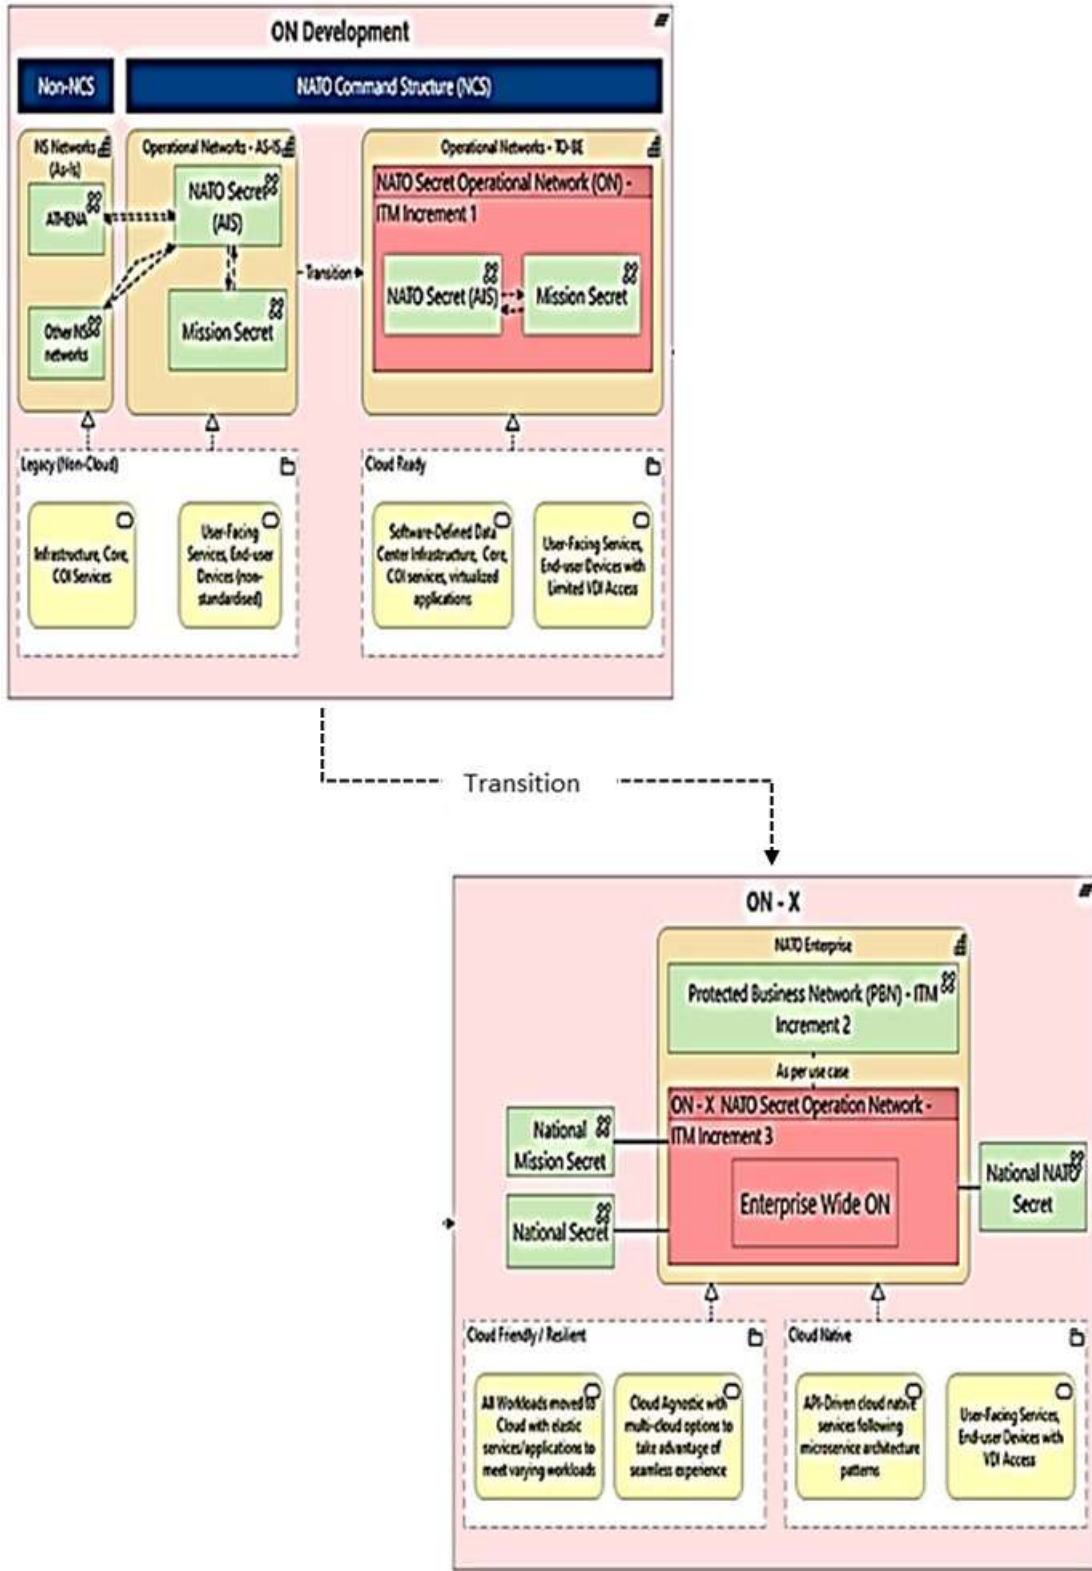 ON Development
Non-NCS
NATO Command Structure (NCS)
NS Networks
(As-Is)
ATHENA
Other NS
networks
Operational Networks - AS-IS
NATO Secret
(AIS)
Mission Secret
Transition
Operational Networks - TO-BE
NATO Secret Operational Network (ON) -
ITM Increment 1
NATO Secret (AIS)
Mission Secret
Legacy (Non-Cloud)
Infrastructure, Core,
COI Services
User-Facing
Services, End-user
Devices (non-
standardised)
Cloud Ready
Software-Defined Data
Center Infrastructure, Core,
COI services, virtualized
applications
User-Facing Services,
End-user Devices with
Limited VDI Access
Transition
ON - X
NATO Enterprise
Protected Business Network (PBN) - ITM
Increment 2
As per use case
ON - X NATO Secret Operation Network -
ITM Increment 3
Enterprise Wide ON
National
Mission Secret
National Secret
National NATO
Secret
Cloud Friendly / Resilient
All Workloads moved to
Cloud with elastic
services/applications to
meet varying workloads
Cloud Agnostic with
multi-cloud options to
take advantage of
seamless experience
Cloud Native
API-Driven cloud native
services following
microservice architecture
patterns
User-Facing Services,
End-user Devices with
VDI Access